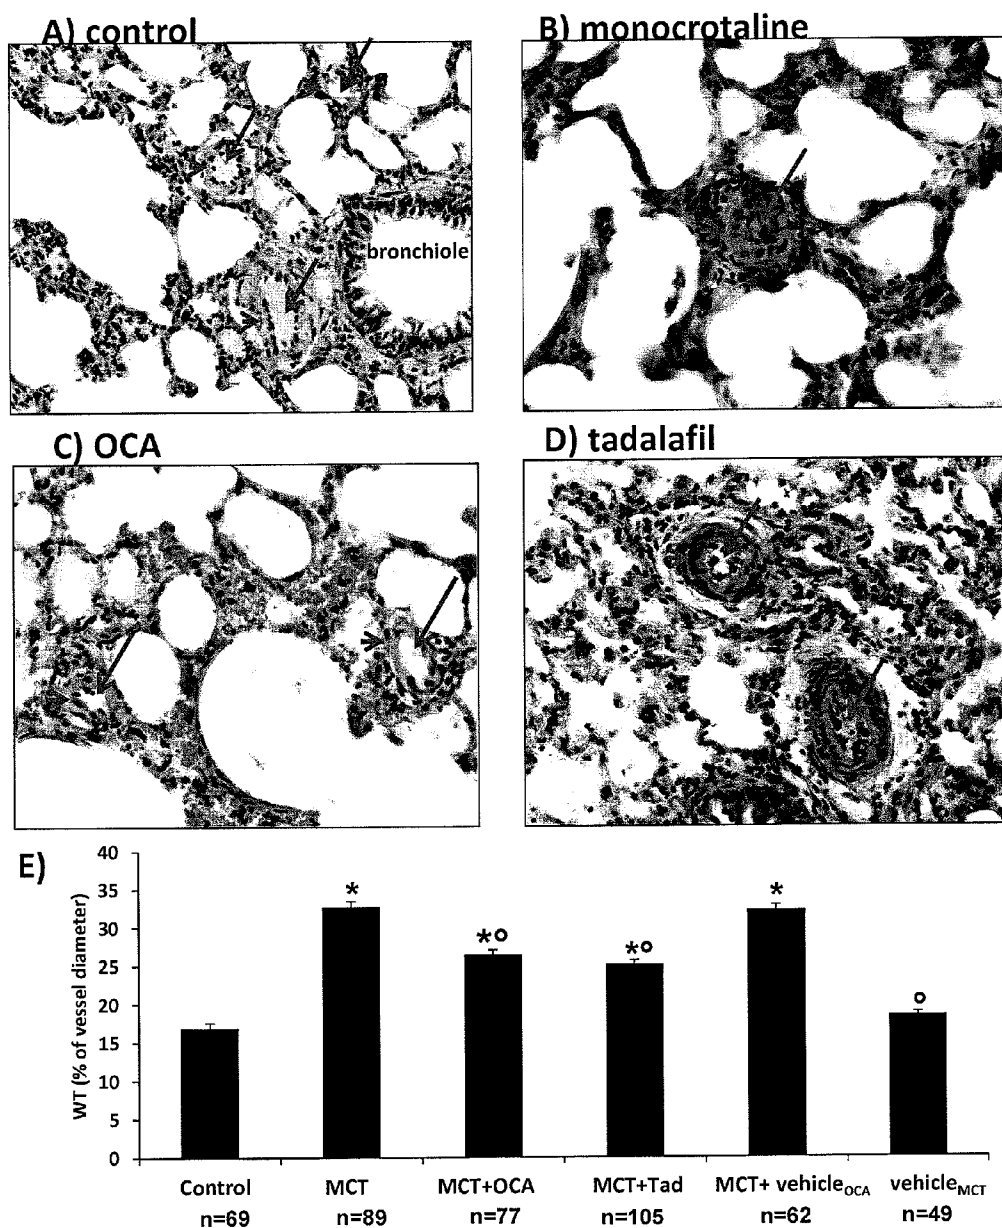 A) control
B) monocrotaline
bronchiole
C) OCA
D) tadalafil
E)
WT (% of vessel diameter)
40
35
30
25
20
15
10
5
0
*
*o
*o
*
o
Control MCT MCT+OCA MCT+Tad MCT+ vehicleOCA vehicleMCT
n=69 n=89 n=77 n=105 n=62 n=49